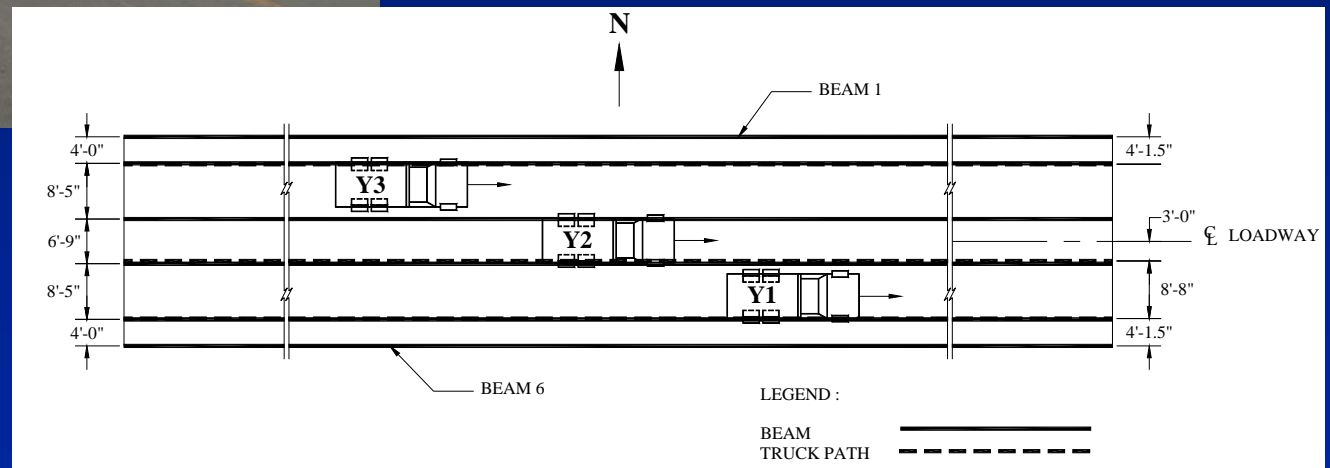 N
BEAM 1
4'-0"
4'-1.5"
8'-5"
Y3
3'-0"
6'-9"
Y2
℄ LOADWAY
8'-5"
Y1
8'-8"
4'-0"
4'-1.5"
BEAM 6
LEGEND :
BEAM
TRUCK PATH